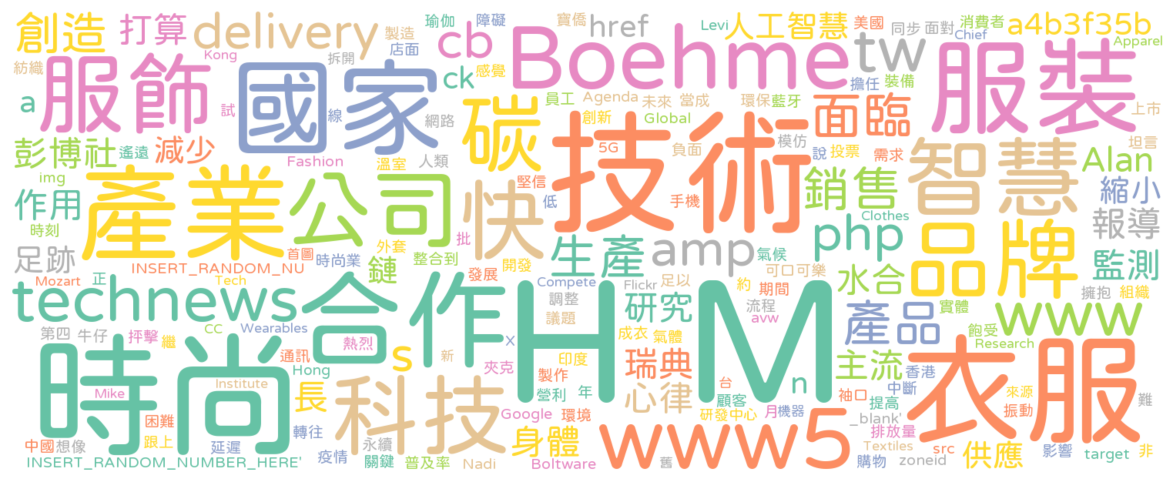 創造 打算 delivery cb Boehme href 人工智慧 a4b3f35b
瑜伽 障礙 製造 店面 寶僑 Levi 美國 同步 面對 消費者 Chief Apparel
紡織 Kong 拆開 ck 感覺 tw 擔任 裝備
a 服飾 試 國家 線 網路 員工 Agenda 未來 當成 環保 藍牙 面臨 服裝 上市
碳 創新 Global 模仿 坦言
彭博社 遙遠 減少 Fashion 溫室 人類 技術 5G 負面 說 投票 需求 智慧 Alan
img 產業 公司 快 堅信 低 手機 銷售 Clothes 縮小
作用 時刻 外套 批 品牌 報導
足跡 首圖 時尚業 鏈 整合到 生產 amp 氣候 php
INSERT_RANDOM_NU 開發 發展 可口可樂 水合 監測
Mozart 正 Tech Compete Flickr 足以 約 期間 擁抱 組織
technews 合作 HM 調整 研究 流程 產品 實體 www
第四 牛仔 抨擊 繼 CC Wearables 熱烈 議題 成衣 氣體 avw 飽受 Research
時尚 通訊 Hong s X 新 夾克 印度 瑞典 主流 香港 衣服
Mike Institute 科技 製作 營利 年 心律 台 n 中斷 來源
困難 長 Google 環境 顧客 月機器 袖口 提高 振動 難
中國 想像 跟上 延遲 轉往 永續 身體 研發中心 www5 _blank' 排放量
INSERT_RANDOM_NUMBER_HERE' 疫情 關鍵 普及率 Nadi Boltware 舊 Textiles 購物 zoneid src 供應 影響 target 非